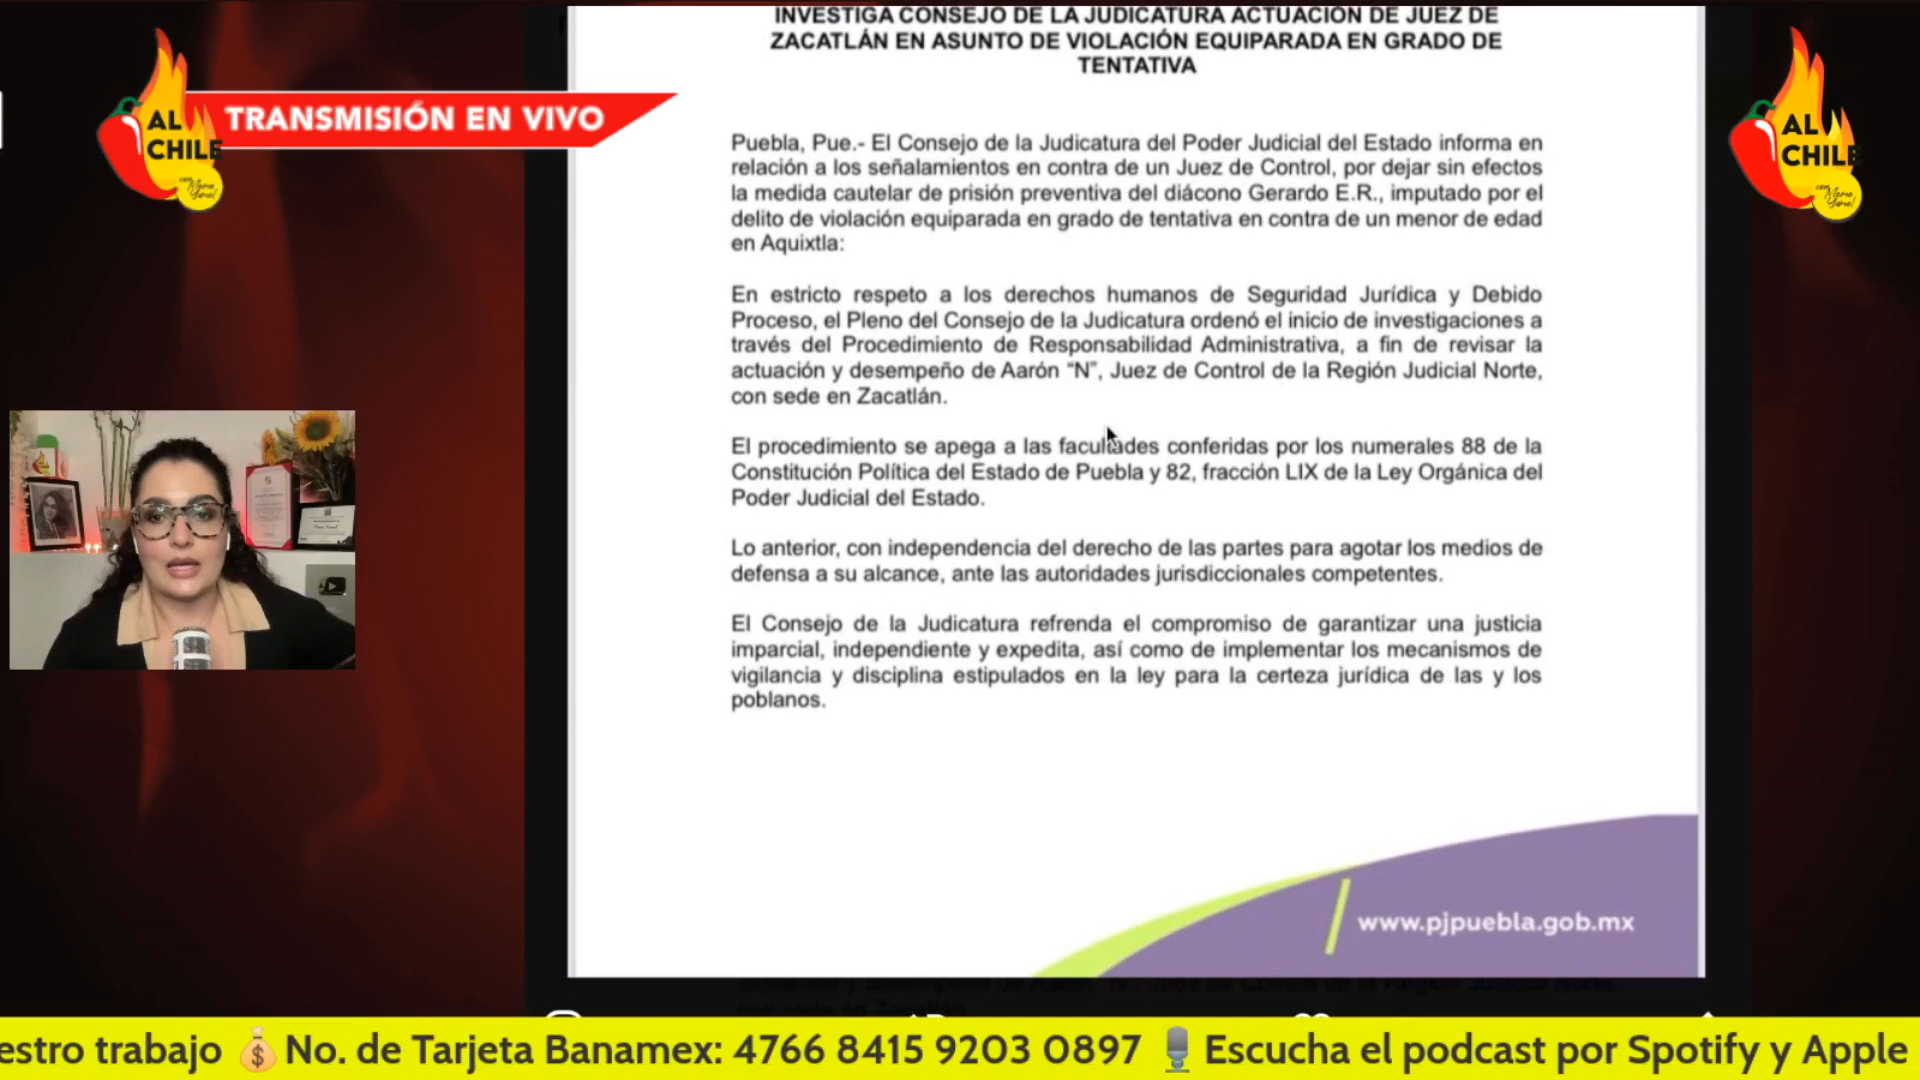 INVESTIGA CONSEJO DE LA JUDICATURA ACTUACIÓN DE JUEZ DE
ZACATLÁN EN ASUNTO DE VIOLACIÓN EQUIPARADA EN GRADO DE
TENTATIVA
AL
CHILE
TRANSMISIÓN EN VIVO
AL
CHILE
Puebla, Pue.- El Consejo de la Judicatura del Poder Judicial del Estado informa en
relación a los señalamientos en contra de un Juez de Control, por dejar sin efectos
la medida cautelar de prisión preventiva del diácono Gerardo E.R., imputado por el
delito de violación equiparada en grado de tentativa en contra de un menor de edad
en Aquixtla:
En estricto respeto a los derechos humanos de Seguridad Jurídica y Debido
Proceso, el Pleno del Consejo de la Judicatura ordenó el inicio de investigaciones a
través del Procedimiento de Responsabilidad Administrativa, a fin de revisar la
actuación y desempeño de Aarón “N”, Juez de Control de la Región Judicial Norte,
con sede en Zacatlán.
El procedimiento se apega a las facultades conferidas por los numerales 88 de la
Constitución Política del Estado de Puebla y 82, fracción LIX de la Ley Orgánica del
Poder Judicial del Estado.
Lo anterior, con independencia del derecho de las partes para agotar los medios de
defensa a su alcance, ante las autoridades jurisdiccionales competentes.
El Consejo de la Judicatura refrenda el compromiso de garantizar una justicia
imparcial, independiente y expedita, así como de implementar los mecanismos de
vigilancia y disciplina estipulados en la ley para la certeza jurídica de las y los
poblanos.
www.pjpuebla.gob.mx
estro trabajo 💰 No. de Tarjeta Banamex: 4766 8415 9203 0897 🎙️ Escucha el podcast por Spotify y Apple